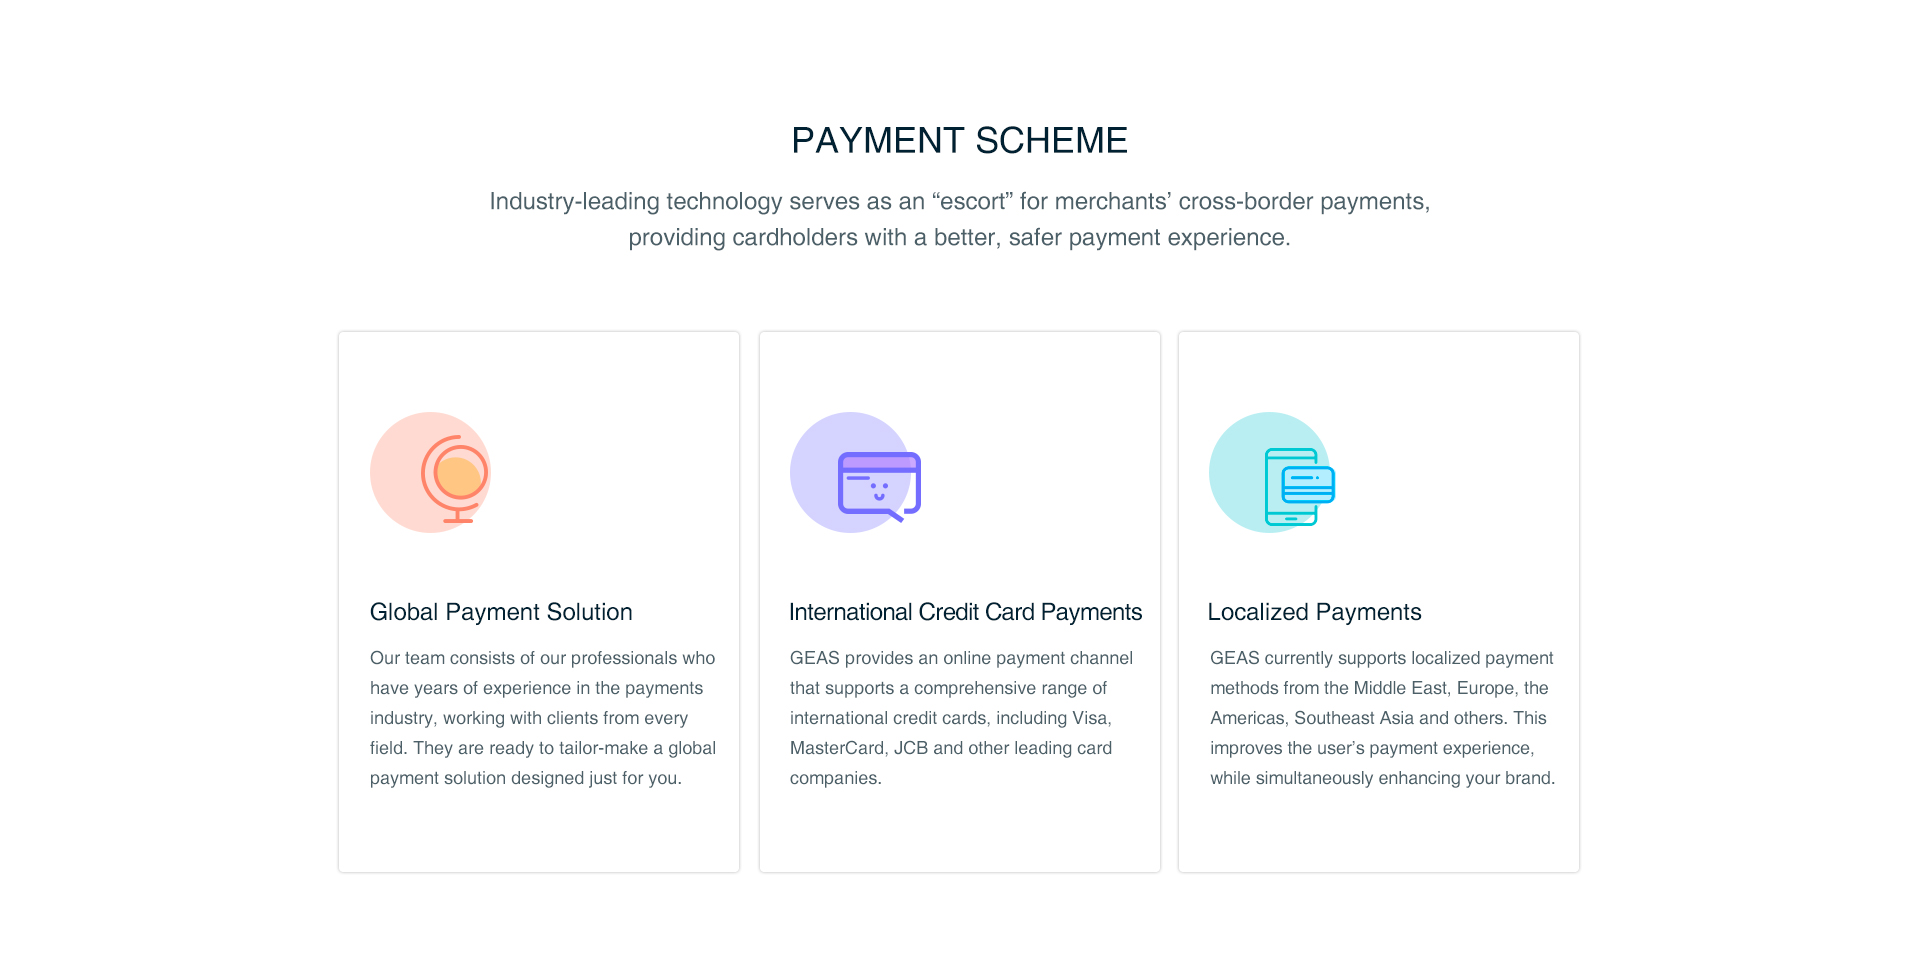 PAYMENT SCHEME
Industry-leading technology serves as an “escort” for merchants’ cross-border payments,
providing cardholders with a better, safer payment experience.
Global Payment Solution
Our team consists of our professionals who
have years of experience in the payments
industry, working with clients from every
field. They are ready to tailor-make a global
payment solution designed just for you.
International Credit Card Payments
GEAS provides an online payment channel
that supports a comprehensive range of
international credit cards, including Visa,
MasterCard, JCB and other leading card
companies.
Localized Payments
GEAS currently supports localized payment
methods from the Middle East, Europe, the
Americas, Southeast Asia and others. This
improves the user’s payment experience,
while simultaneously enhancing your brand.